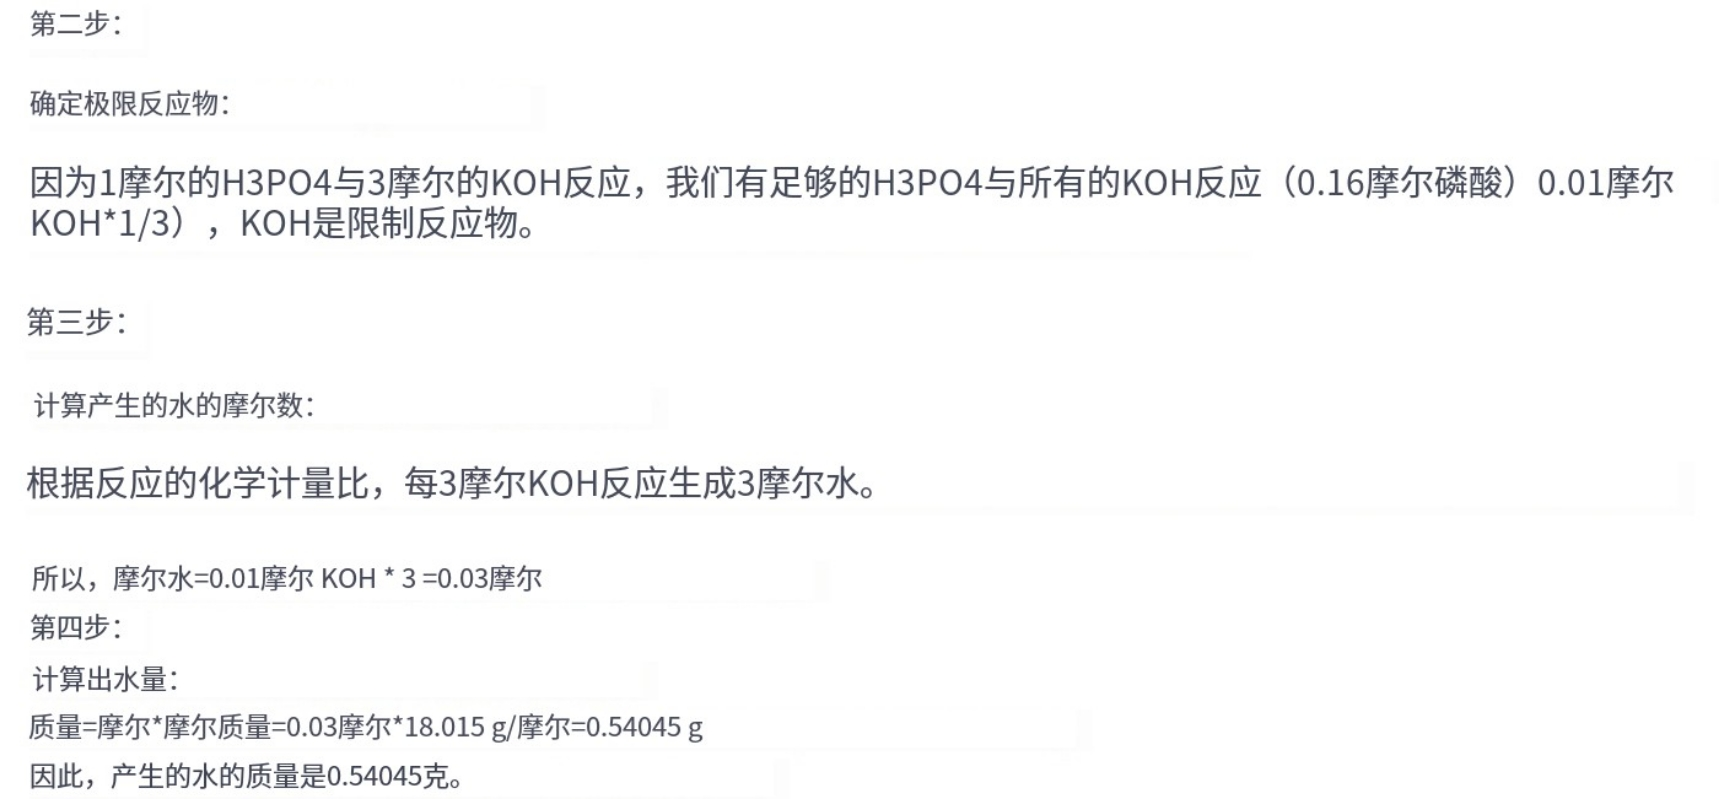 第二步：
确定极限反应物：
因为1摩尔的H3PO4与3摩尔的KOH反应，我们有足够的H3PO4与所有的KOH反应（0.16摩尔磷酸）0.01摩尔
KOH*1/3），KOH是限制反应物。
第三步：
计算产生的水的摩尔数：
根据反应的化学计量比，每3摩尔KOH反应生成3摩尔水。
所以，摩尔水=0.01摩尔 KOH * 3 =0.03摩尔
第四步：
计算出水量：
质量=摩尔*摩尔质量=0.03摩尔*18.015 g/摩尔=0.54045 g
因此，产生的水的质量是0.54045克。